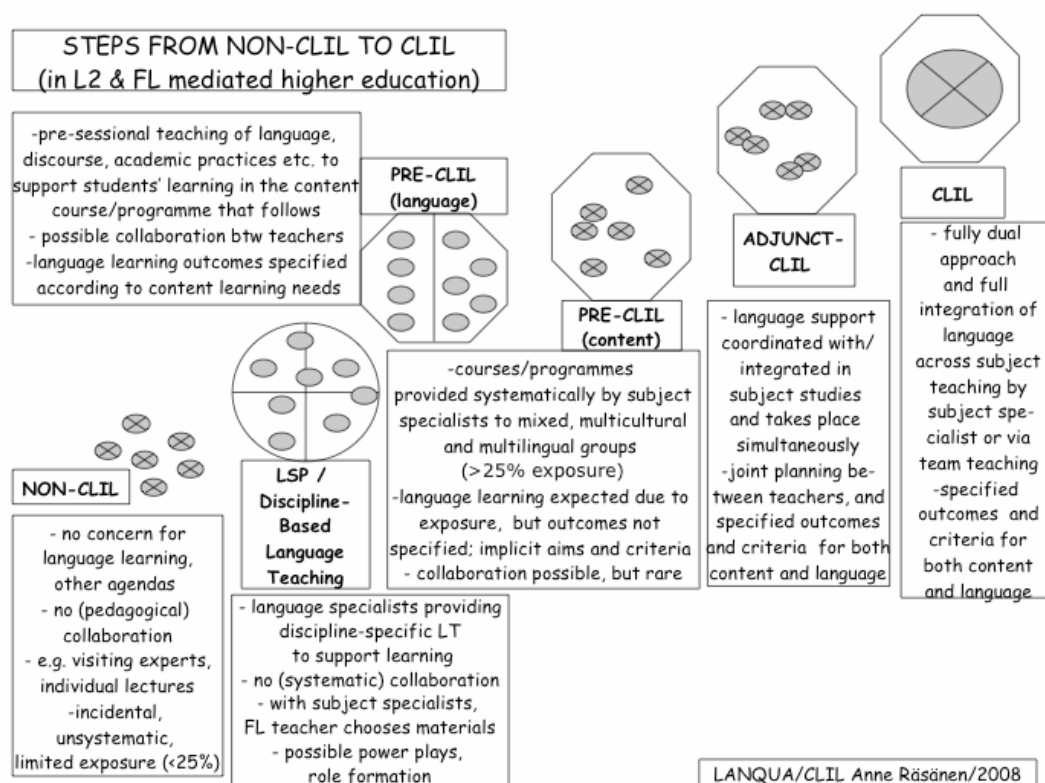 STEPS FROM NON-CLIL TO CLIL
(in L2 & FL mediated higher education)
-pre-sessional teaching of language,
discourse, academic practices etc. to
support students' learning in the content
course/programme that follows
- possible collaboration btw teachers
-language learning outcomes specified
according to content learning needs
PRE-CLIL
(language)
NON-CLIL
- no concern for
language learning,
other agendas
- no (pedagogical)
collaboration
- e.g. visiting experts,
individual lectures
-incidental,
unsystematic,
limited exposure (<25%)
LSP /
Discipline-
Based
Language
Teaching
- language specialists providing
discipline-specific LT
to support learning
- no (systematic) collaboration
- with subject specialists,
FL teacher chooses materials
- possible power plays,
role formation
PRE-CLIL
(content)
-courses/programmes
provided systematically by subject
specialists to mixed, multicultural
and multilingual groups
(>25% exposure)
-language learning expected due to
exposure, but outcomes not
specified; implicit aims and criteria
- collaboration possible, but rare
ADJUNCT-
CLIL
- language support
coordinated with/
integrated in
subject studies
and takes place
simultaneously
-joint planning be-
tween teachers, and
specified outcomes
and criteria for both
content and language
CLIL
- fully dual
approach
and full
integration of
language
across subject
teaching by
subject spe-
cialist or via
team teaching
-specified
outcomes and
criteria for
both content
and language
LANQUA/CLIL Anne Räsänen/2008